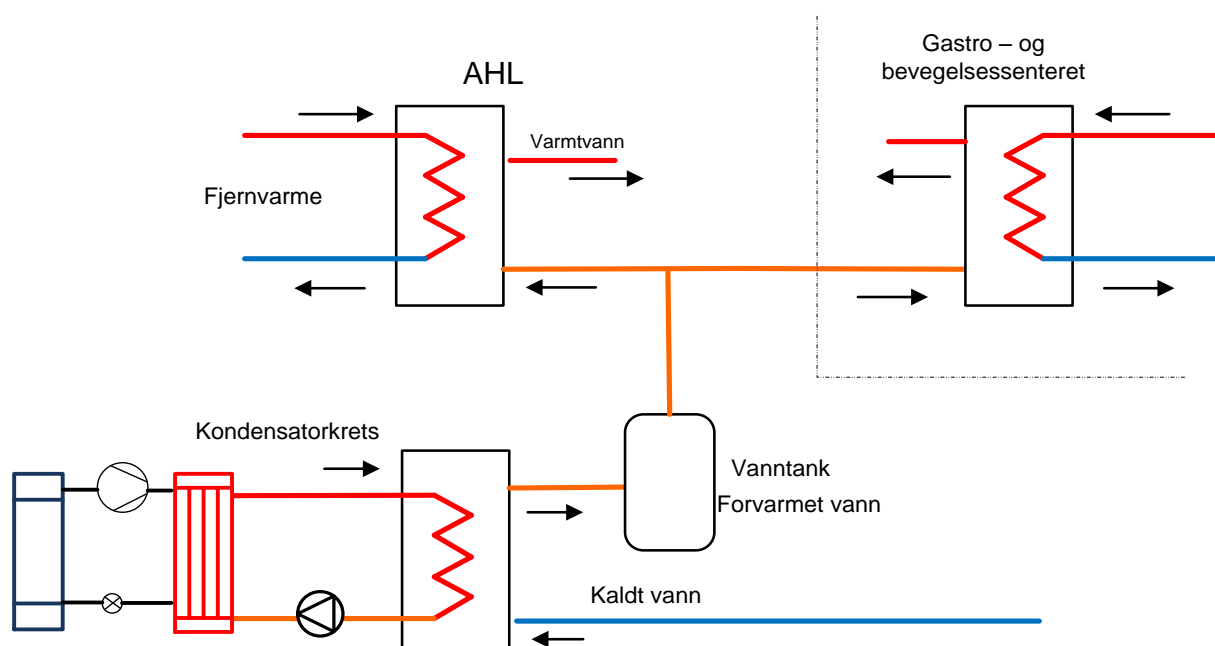 Gastro – og
bevegelsessenteret
AHL
Varmtvann
Fjernvarme
Kondensatorkrets
Vanntank
Forvarmet vann
Kaldt vann